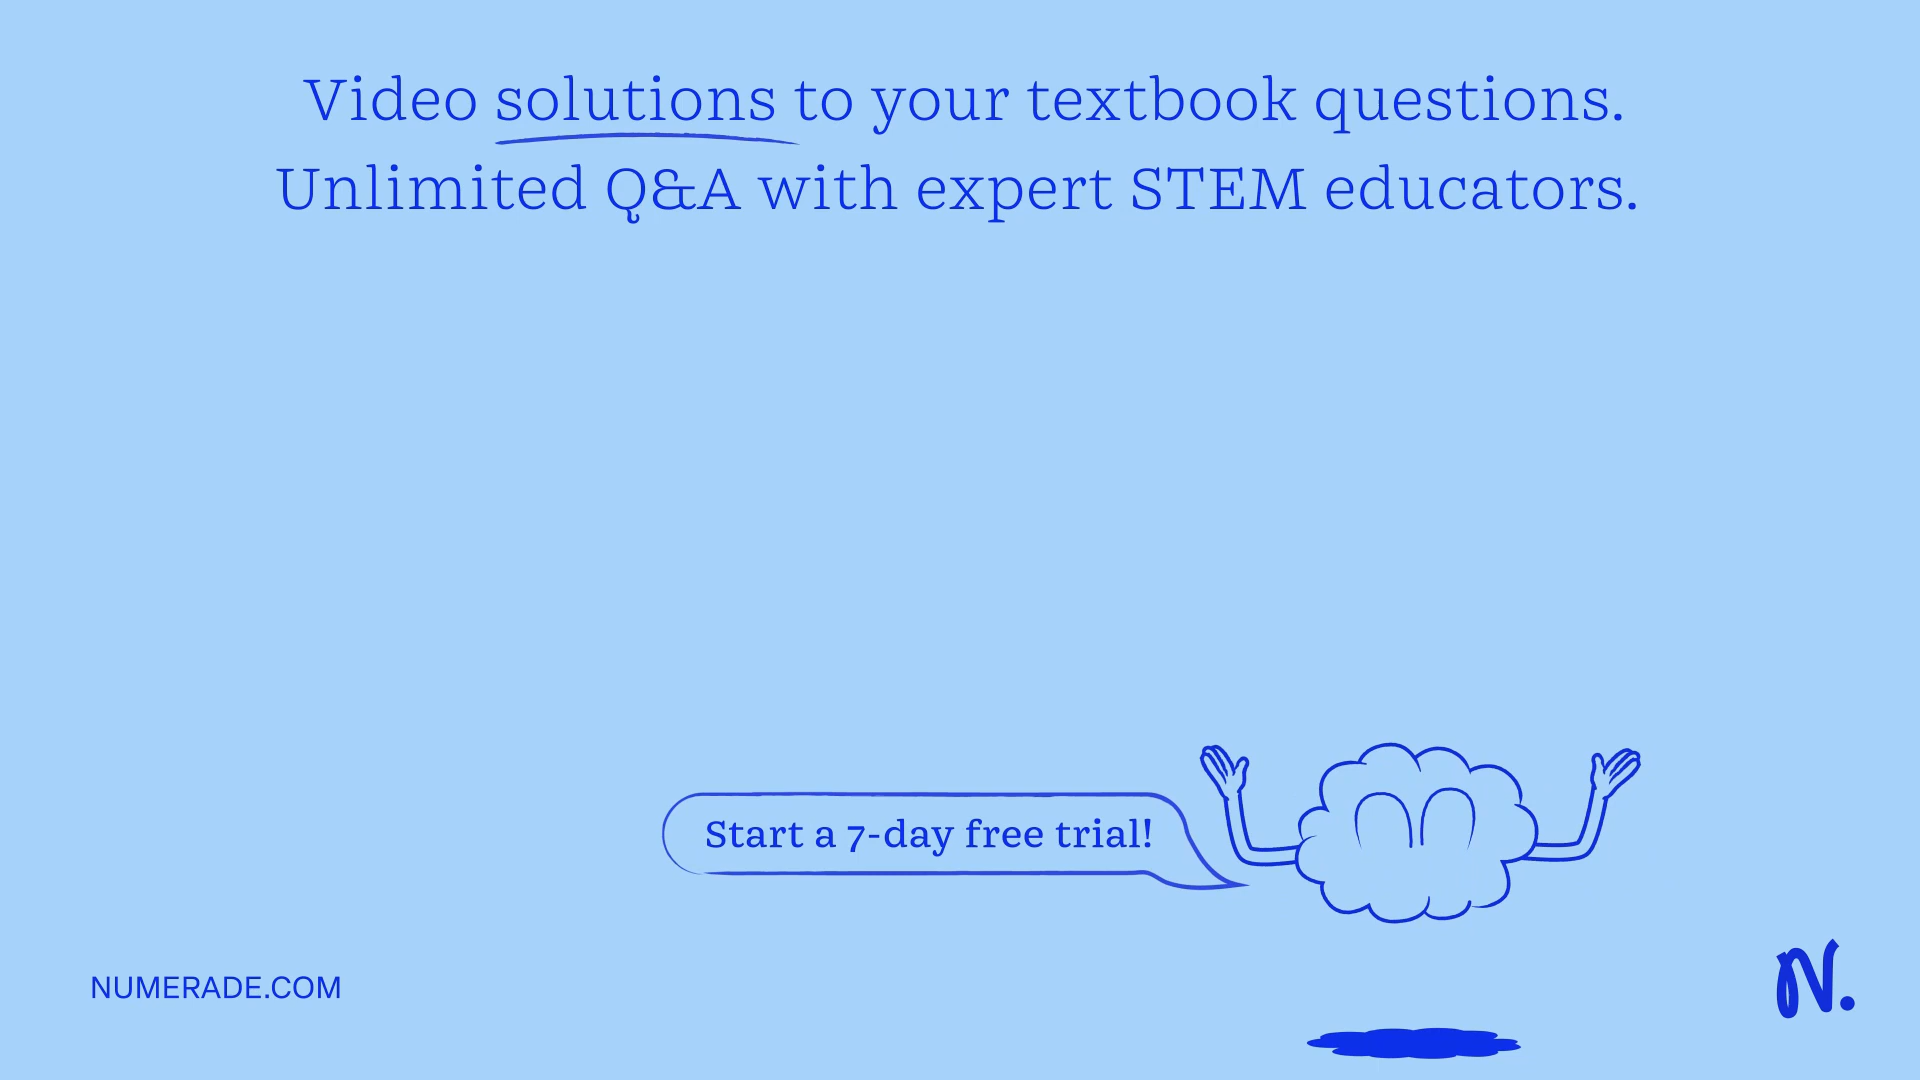 Video solutions to your textbook questions.
Unlimited Q&A with expert STEM educators.
Start a 7-day free trial!
NUMERADE.COM
N.